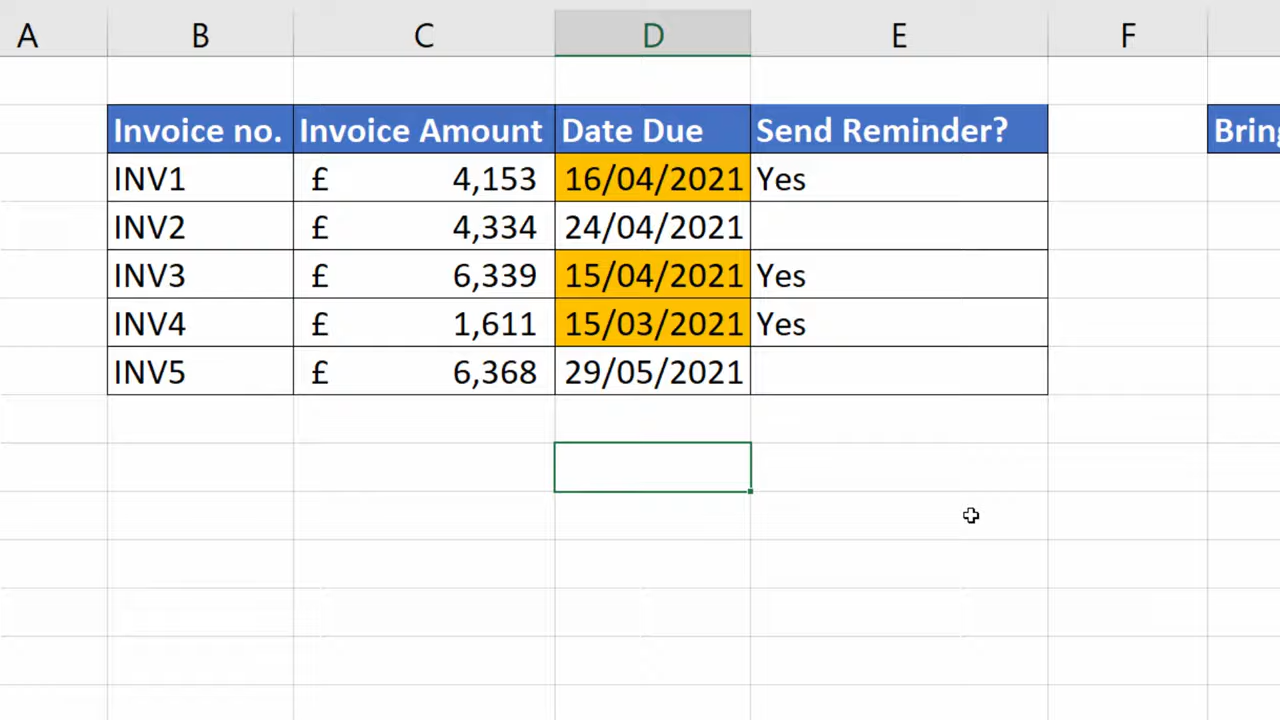 A B C D E F
Invoice no. Invoice Amount Date Due Send Reminder? Bring
INV1 £ 4,153 16/04/2021 Yes
INV2 £ 4,334 24/04/2021
INV3 £ 6,339 15/04/2021 Yes
INV4 £ 1,611 15/03/2021 Yes
INV5 £ 6,368 29/05/2021